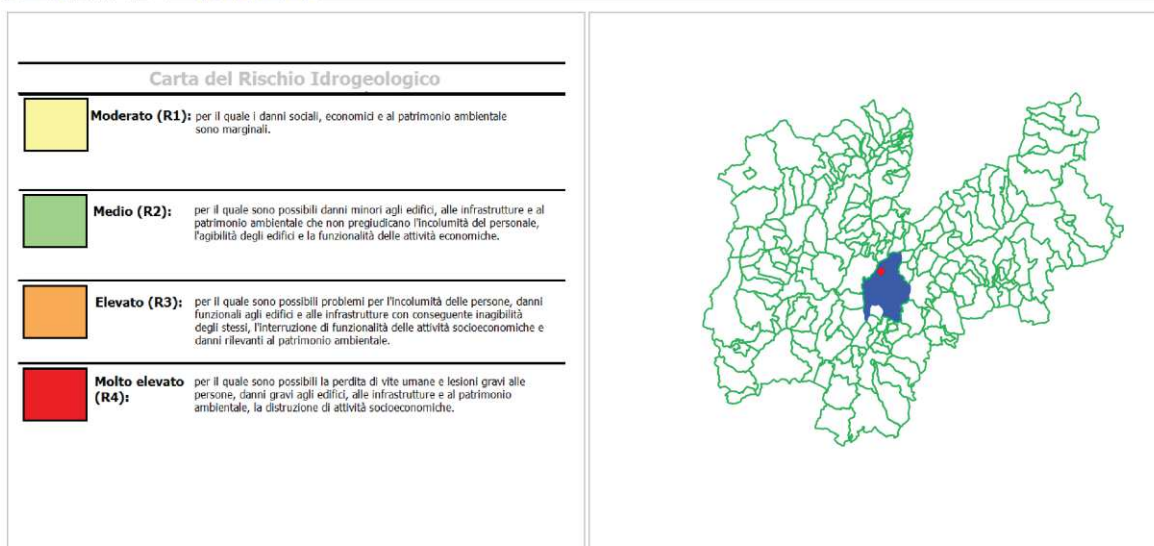 Carta del Rischio Idrogeologico
Moderato (R1): per il quale i danni sociali, economici e al patrimonio ambientale
sono marginali.
Medio (R2): per il quale sono possibili danni minori agli edifici, alle infrastrutture e al
patrimonio ambientale che non pregiudicano l'incolumità del personale,
l'agibilità degli edifici e la funzionalità delle attività economiche.
Elevato (R3): per il quale sono possibili problemi per l'incolumità delle persone, danni
funzionali agli edifici e alle infrastrutture con conseguente inagibilità
degli stessi, l'interruzione di funzionalità delle attività socioeconomiche e
danni rilevanti al patrimonio ambientale.
Molto elevato (R4): per il quale sono possibili la perdita di vite umane e lesioni gravi alle
persone, danni gravi agli edifici, alle infrastrutture e al patrimonio
ambientale, la distruzione di attività socioeconomiche.